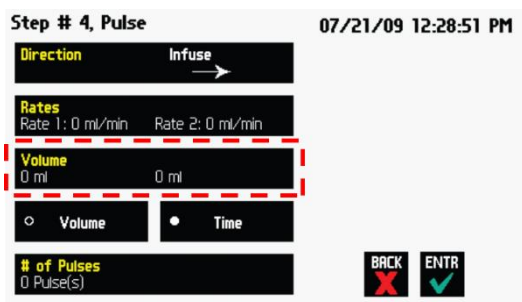 Step # 4, Pulse 07/21/09 12:28:51 PM
Direction Infuse
Rates
Rate 1: 0 ml/min Rate 2: 0 ml/min
Volume
0 ml 0 ml
Volume Time
# of Pulses
0 Pulse(s)
BACK ENTR